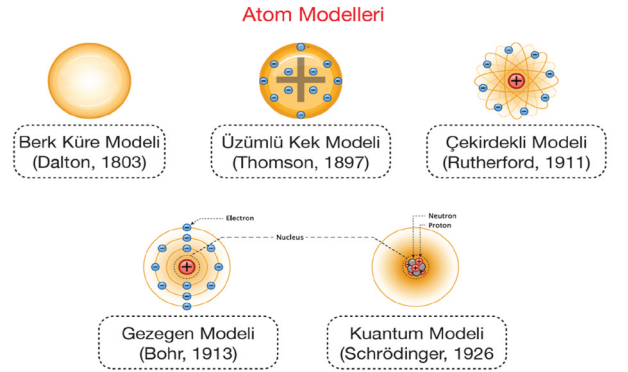 Atom Modelleri
Berk Küre Modeli
(Dalton, 1803)
Üzümlü Kek Modeli
(Thomson, 1897)
Çekirdekli Modeli
(Rutherford, 1911)
Electron
Nucleus
Neutron
Proton
Gezegen Modeli
(Bohr, 1913)
Kuantum Modeli
(Schrödinger, 1926